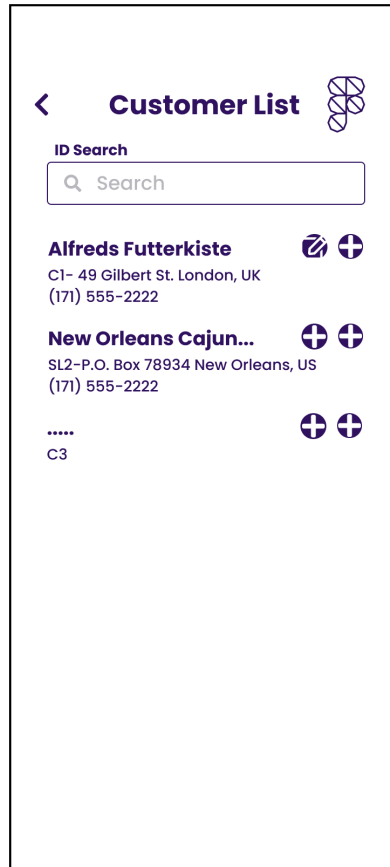 Customer List
ID Search
Search
Alfreds Futterkiste
C1- 49 Gilbert St. London, UK
(171) 555-2222
New Orleans Cajun...
SL2-P.O. Box 78934 New Orleans, US
(171) 555-2222
.....
C3